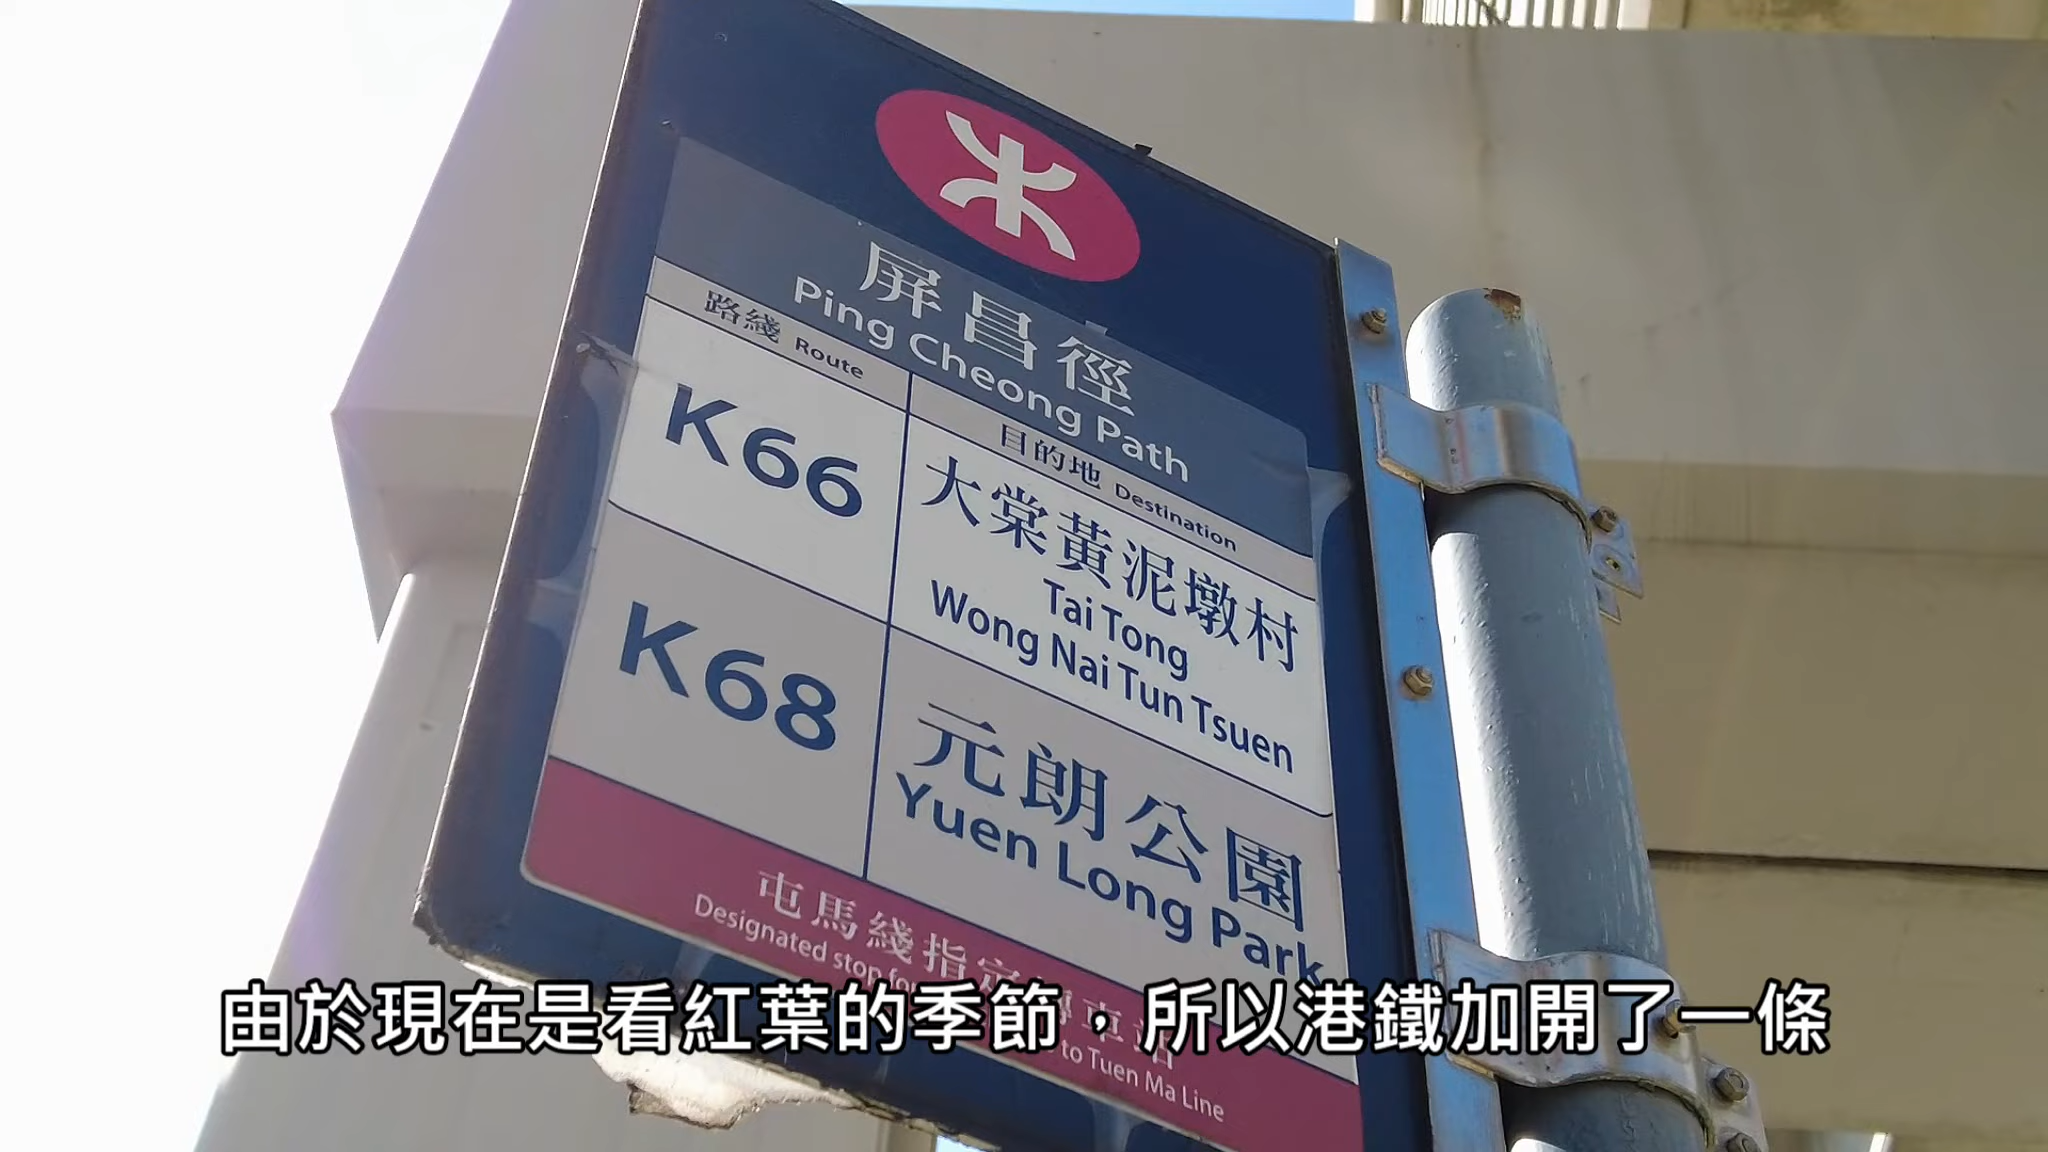 屏昌徑
Ping Cheong Path
路綫 Route
目的地 Destination
K66
大棠黃泥墩村
Tai Tong
Wong Nai Tun Tsuen
K68
元朗公園
Yuen Long Park
屯馬綫指定 車站
Designated stop for to Tuen Ma Line
由於現在是看紅葉的季節，所以港鐵加開了一條